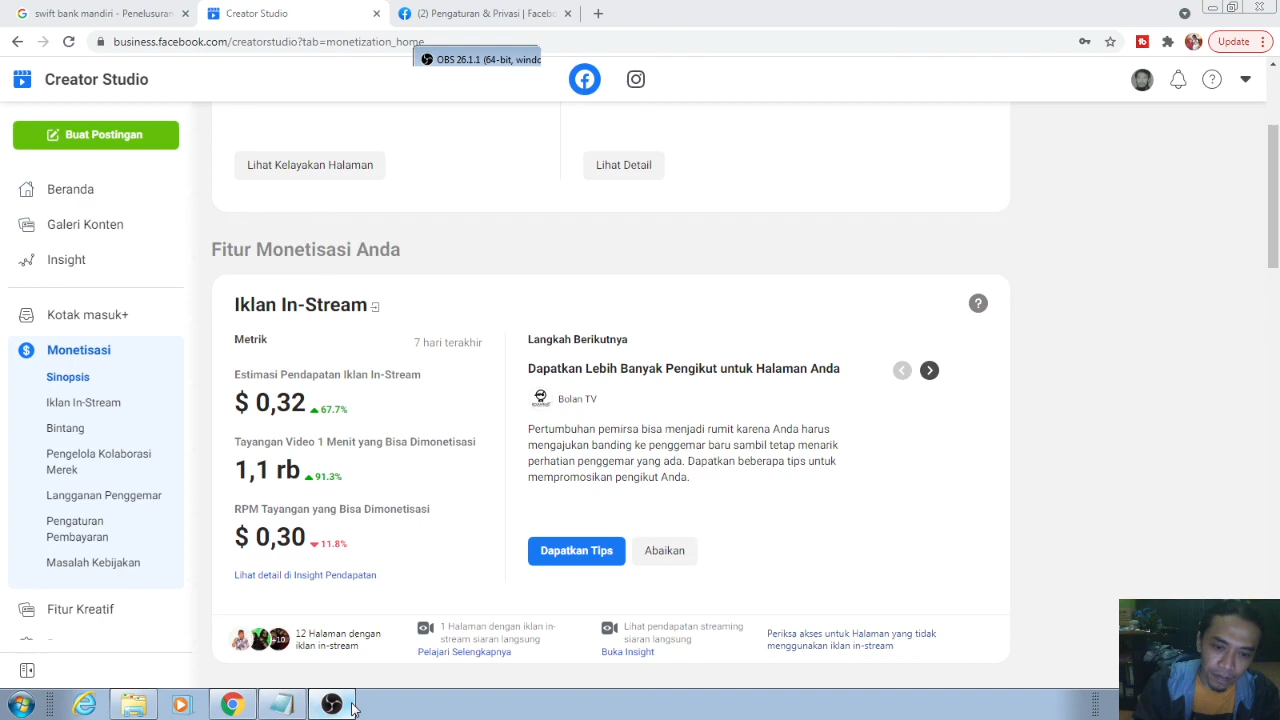 swift bank mandiri - Penelusuran
Creator Studio
(2) Pengaturan & Privasi | Facebo
business.facebook.com/creatorstudio?tab=monetization_home
Update
OBS 26.1.1 (64-bit, windo
Creator Studio
Buat Postingan
Lihat Kelayakan Halaman
Lihat Detail
Beranda
Galeri Konten
Insight
Kotak masuk+
Monetisasi
Sinopsis
Iklan In-Stream
Bintang
Pengelola Kolaborasi
Merek
Langganan Penggemar
Pengaturan
Pembayaran
Masalah Kebijakan
Fitur Kreatif
Fitur Monetisasi Anda
Iklan In-Stream
Metrik
7 hari terakhir
Estimasi Pendapatan Iklan In-Stream
$ 0,32 67.7%
Tayangan Video 1 Menit yang Bisa Dimonetisasi
1,1 rb 91.3%
RPM Tayangan yang Bisa Dimonetisasi
$ 0,30 11.8%
Lihat detail di Insight Pendapatan
Langkah Berikutnya
Dapatkan Lebih Banyak Pengikut untuk Halaman Anda
Bolan TV
Pertumbuhan pemirsa bisa menjadi rumit karena Anda harus
mengajukan banding ke penggemar baru sambil tetap menarik
perhatian penggemar yang ada. Dapatkan beberapa tips untuk
mempromosikan pengikut Anda.
Dapatkan Tips
Abaikan
+10
12 Halaman dengan
iklan in-stream
1 Halaman dengan iklan in-
stream siaran langsung
Pelajari Selengkapnya
Lihat pendapatan streaming
siaran langsung
Buka Insight
Periksa akses untuk Halaman yang tidak
menggunakan iklan in-stream